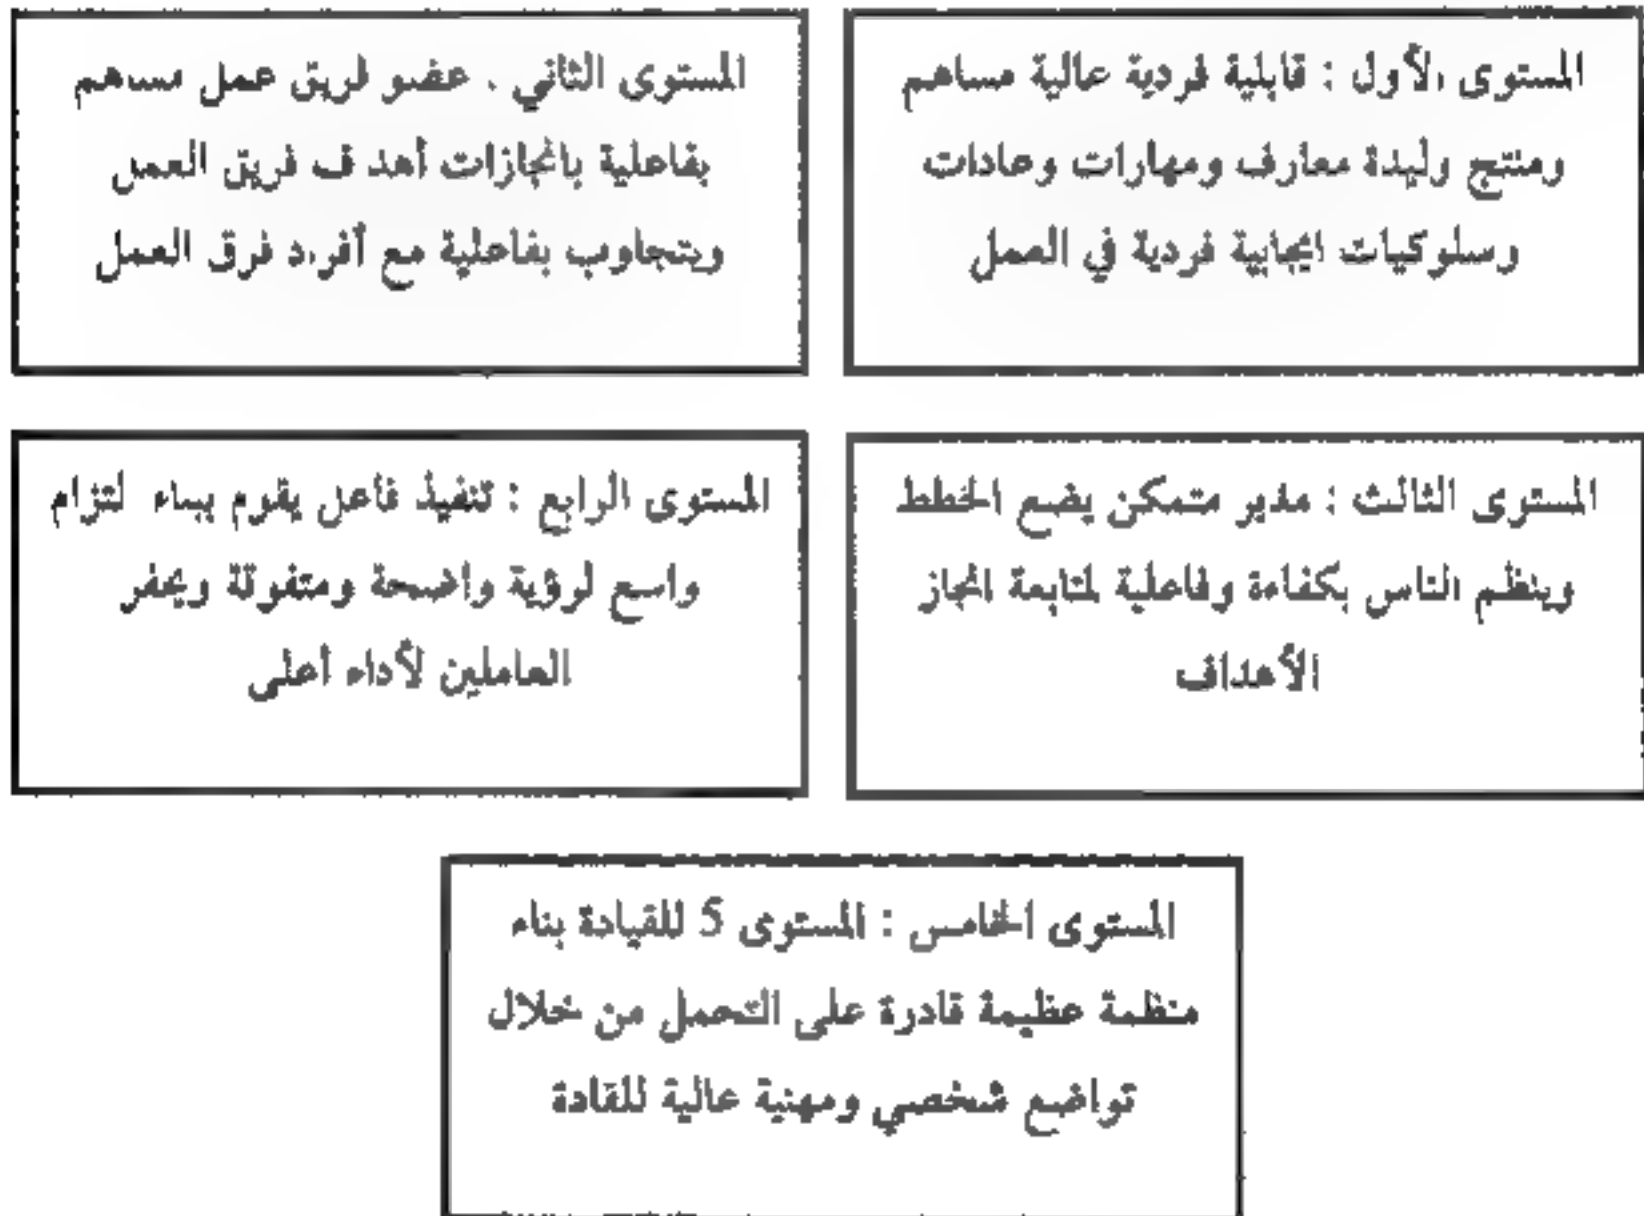 المستوى الأول : قابلية فردية عالية مساهم
ومنتج وليدة معارف ومهارات وعادات
وسلوكيات ايجابية فردية في العمل
المستوى الثاني . عضو فريق عمل مساهم
بفاعلية بانجازات أهداف فريق العمل
ويتجاوب بفاعلية مع أفراد فرق العمل
المستوى الثالث : مدير متمكن يضع الخطط
وينظم الناس بكفاءة وفاعلية لمتابعة انجاز
الأهداف
المستوى الرابع : تنفيذ فاعل يقوم ببناء التزام
واسع لرؤية واضحة ومتفوقة ويحفز
العاملين لأداء أعلى
المستوى الخامس : المستوى 5 للقيادة بناء
منظمة عظيمة قادرة على التحمل من خلال
تواضع شخصي ومهنية عالية للقادة